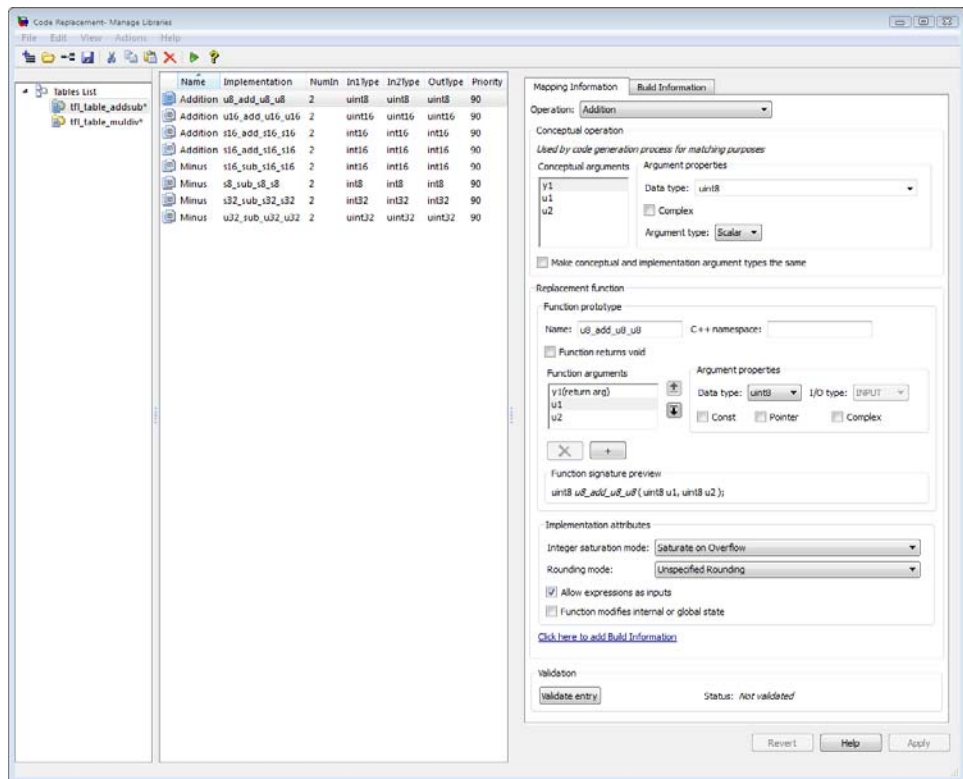 Code Replacement- Manage Libraries
File Edit View Actions Help
Tables List
tfl_table_addsub*
tfl_table_muldiv*
Name Implementation NumIn In1Type In2Type OutType Priority
Addition u8_add_u8_u8 2 uint8 uint8 uint8 90
Addition u16_add_u16_u16 2 uint16 uint16 uint16 90
Addition s16_add_s16_s16 2 int16 int16 int16 90
Addition s16_add_s16_s16 2 int16 int16 int16 90
Minus s16_sub_s16_s16 2 int16 int16 int16 90
Minus s8_sub_s8_s8 2 int8 int8 int8 90
Minus s32_sub_s32_s32 2 int32 int32 int32 90
Minus u32_sub_u32_u32 2 uint32 uint32 uint32 90
Mapping Information Build Information
Operation: Addition
Conceptual operation
Used by code generation process for matching purposes
Conceptual arguments Argument properties
y1
u1
u2
Data type: uint8
Complex
Argument type: Scalar
Make conceptual and implementation argument types the same
Replacement function
Function prototype
Name: u8_add_u8_u8 C++ namespace:
Function returns void
Function arguments Argument properties
y1(return arg)
u1
u2
Data type: uint8 I/O type: INPUT
Const Pointer Complex
+
Function signature preview
uint8 u8_add_u8_u8 ( uint8 u1, uint8 u2 );
Implementation attributes
Integer saturation mode: Saturate on Overflow
Rounding mode: Unspecified Rounding
Allow expressions as inputs
Function modifies internal or global state
Click here to add Build Information
Validation
Validate entry Status: Not validated
Revert Help Apply